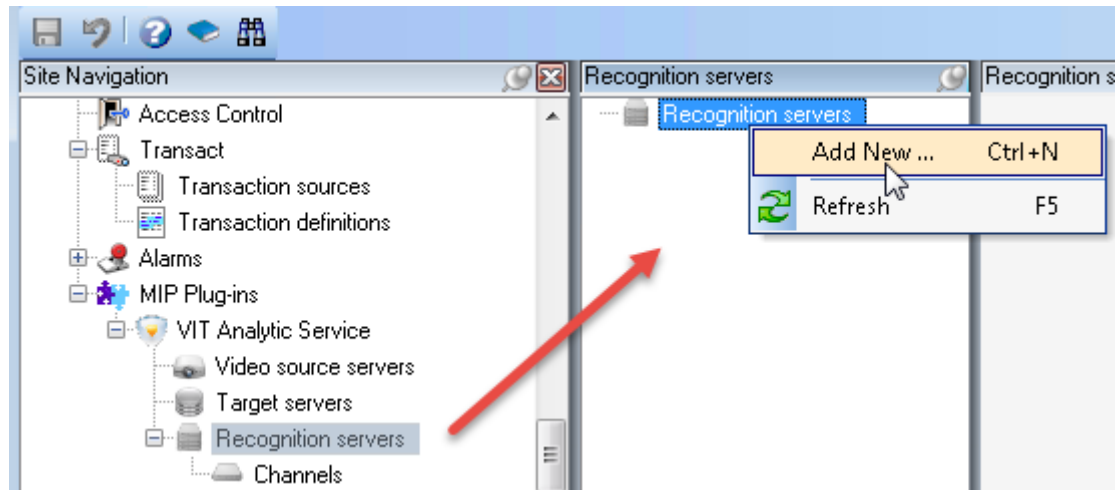 Site Navigation
Access Control
Transact
Transaction sources
Transaction definitions
Alarms
MIP Plug-ins
VIT Analytic Service
Video source servers
Target servers
Recognition servers
Channels
Recognition servers
Recognition servers
Add New ... Ctrl+N
Refresh F5
Recognition s